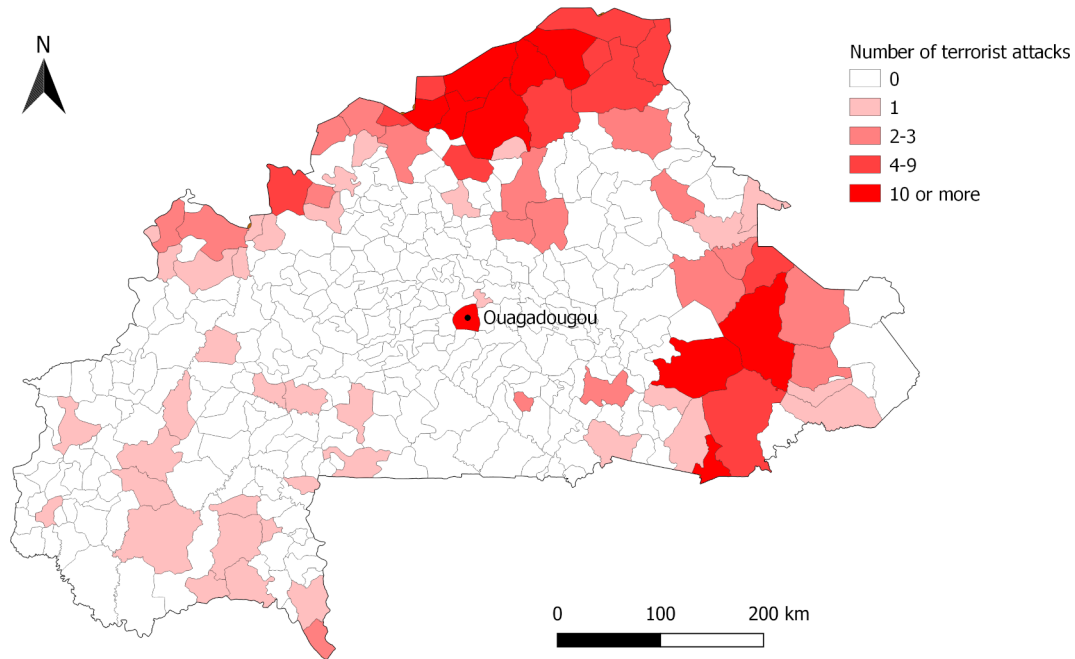 N
Number of terrorist attacks
0
1
2-3
4-9
10 or more
Ouagadougou
0 100 200 km